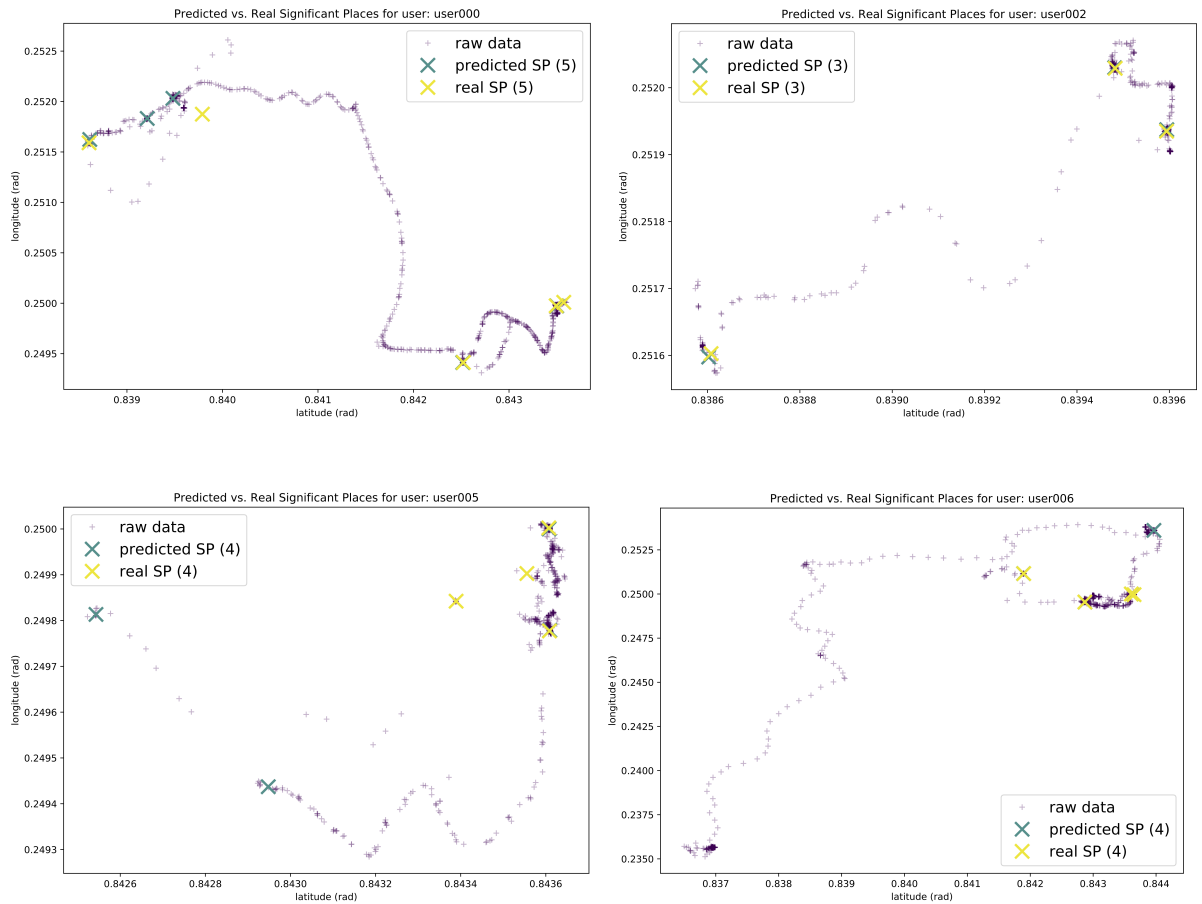 Predicted vs. Real Significant Places for user: user000
raw data
predicted SP (5)
real SP (5)
0.2525
0.2520
0.2515
0.2510
0.2505
0.2500
0.2495
longitude (rad)
0.839 0.840 0.841 0.842 0.843
latitude (rad)
Predicted vs. Real Significant Places for user: user002
raw data
predicted SP (3)
real SP (3)
0.2520
0.2519
0.2518
0.2517
0.2516
longitude (rad)
0.8386 0.8388 0.8390 0.8392 0.8394 0.8396
latitude (rad)
Predicted vs. Real Significant Places for user: user005
raw data
predicted SP (4)
real SP (4)
0.2500
0.2499
0.2498
0.2497
0.2496
0.2495
0.2494
0.2493
longitude (rad)
0.8426 0.8428 0.8430 0.8432 0.8434 0.8436
latitude (rad)
Predicted vs. Real Significant Places for user: user006
0.2525
0.2500
0.2475
0.2450
0.2425
0.2400
0.2375
0.2350
longitude (rad)
raw data
predicted SP (4)
real SP (4)
0.837 0.838 0.839 0.840 0.841 0.842 0.843 0.844
latitude (rad)